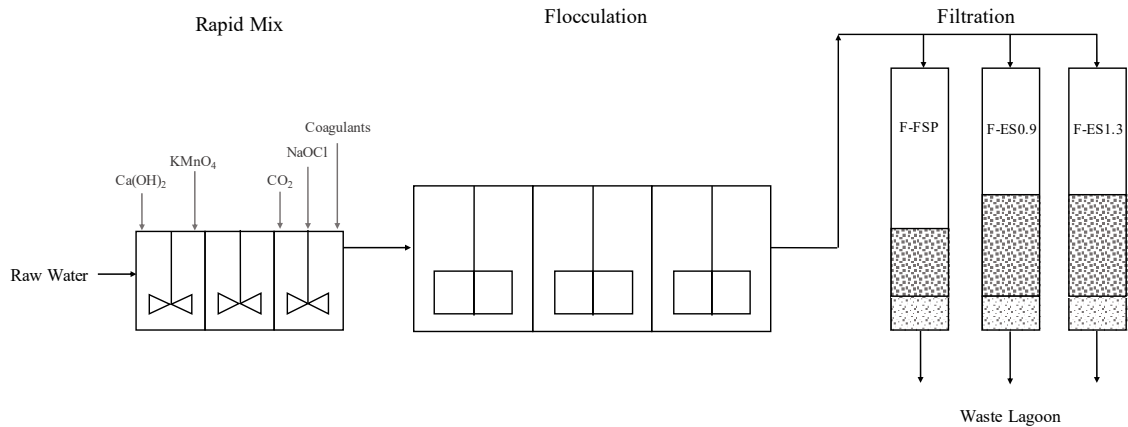 Rapid Mix
Flocculation
Filtration
Coagulants
NaOCl
KMnO₄
CO₂
Ca(OH)₂
Raw Water
F-FSP
F-ES0.9
F-ES1.3
Waste Lagoon